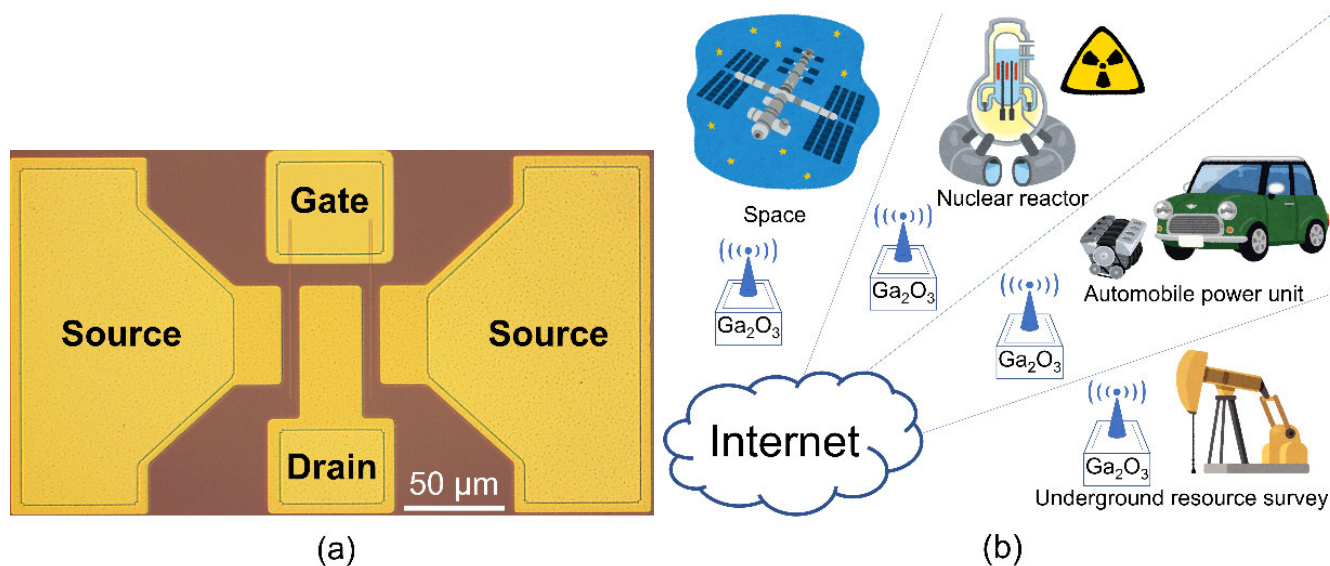 Gate
Source
Source
Drain
50 μm
(a)
Space
Nuclear reactor
Automobile power unit
Ga₂O₃
Ga₂O₃
Ga₂O₃
Ga₂O₃
Internet
Underground resource survey
(b)